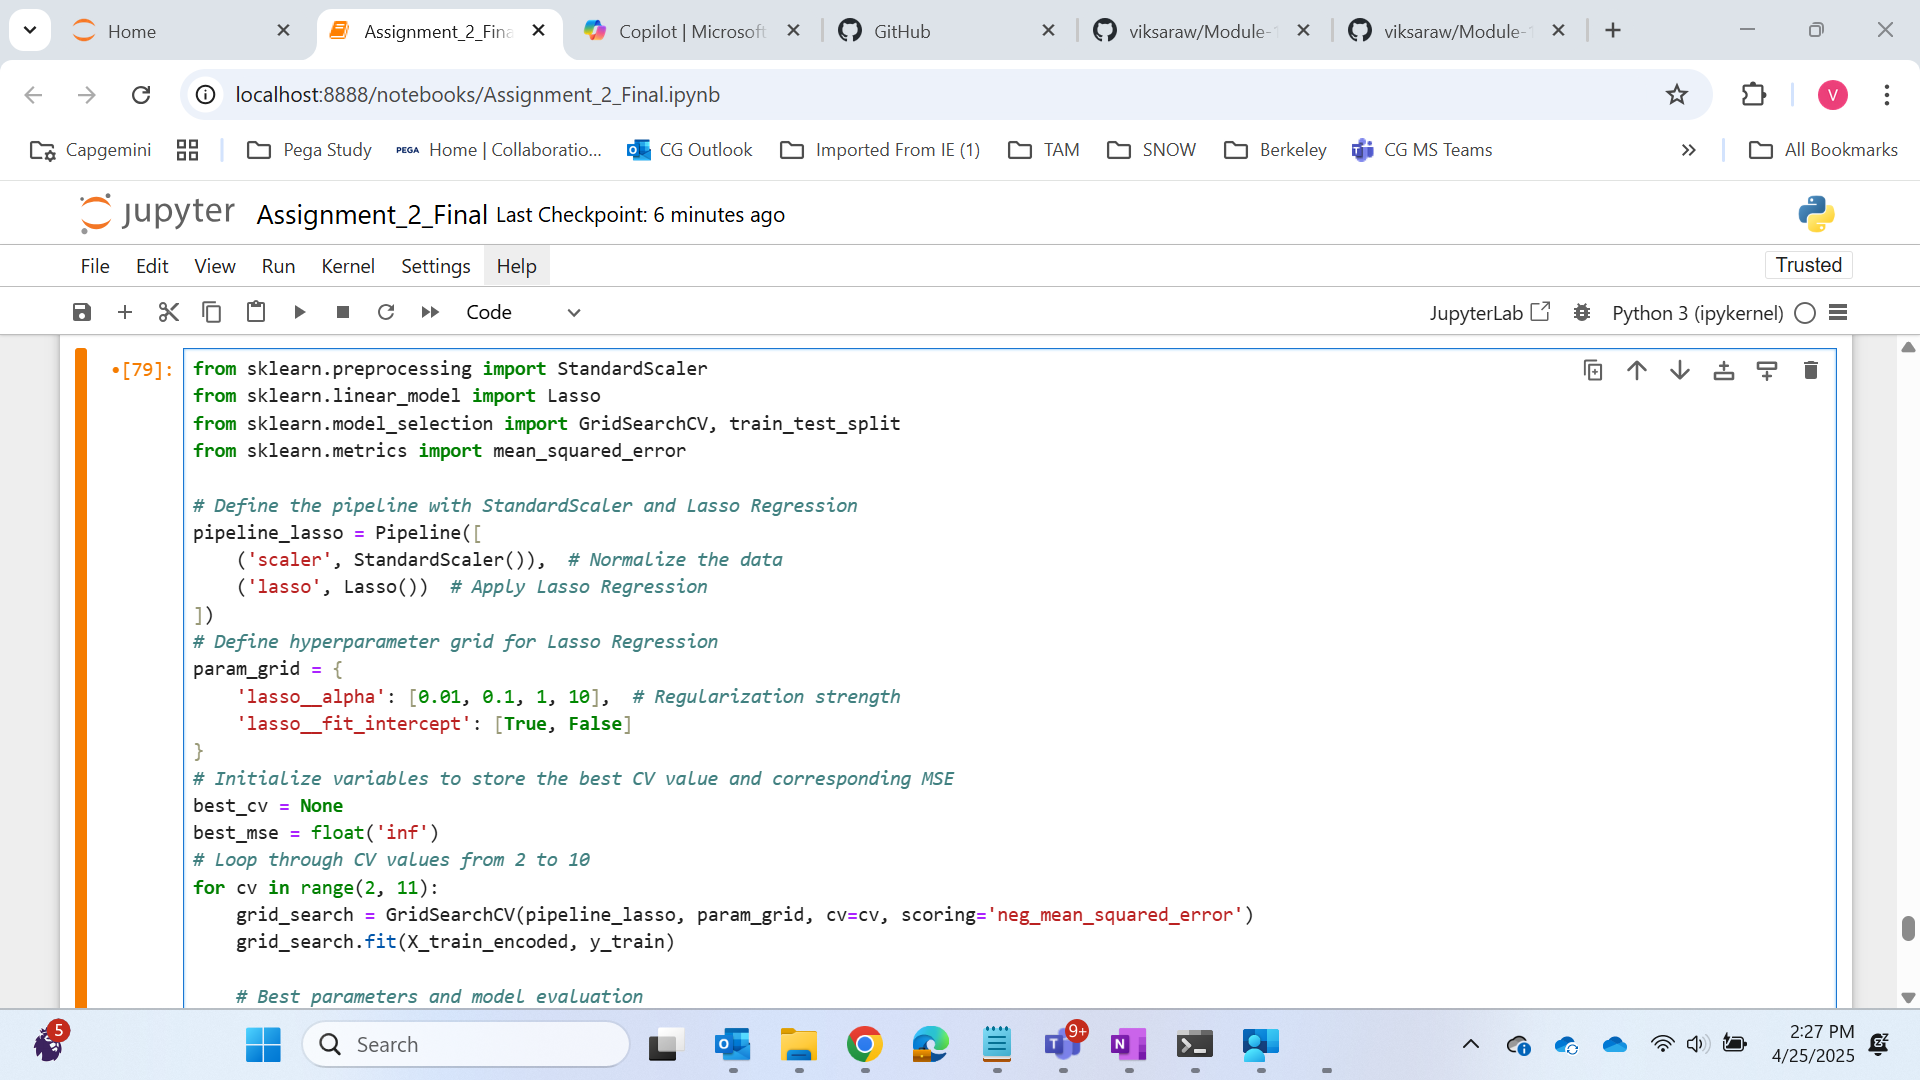 Home
Assignment_2_Fina
Copilot | Microsoft
GitHub
viksaraw/Module-1
viksaraw/Module-1
localhost:8888/notebooks/Assignment_2_Final.ipynb
V
Capgemini
Pega Study
PEGA Home | Collaboratio...
CG Outlook
Imported From IE (1)
TAM
SNOW
Berkeley
CG MS Teams
All Bookmarks
jupyter Assignment_2_Final Last Checkpoint: 6 minutes ago
File Edit View Run Kernel Settings Help Trusted
Code JupyterLab Python 3 (ipykernel)
•[79]:
from sklearn.preprocessing import StandardScaler
from sklearn.linear_model import Lasso
from sklearn.model_selection import GridSearchCV, train_test_split
from sklearn.metrics import mean_squared_error

# Define the pipeline with StandardScaler and Lasso Regression
pipeline_lasso = Pipeline([
    ('scaler', StandardScaler()),  # Normalize the data
    ('lasso', Lasso())  # Apply Lasso Regression
])
# Define hyperparameter grid for Lasso Regression
param_grid = {
    'lasso__alpha': [0.01, 0.1, 1, 10],  # Regularization strength
    'lasso__fit_intercept': [True, False]
}
# Initialize variables to store the best CV value and corresponding MSE
best_cv = None
best_mse = float('inf')
# Loop through CV values from 2 to 10
for cv in range(2, 11):
    grid_search = GridSearchCV(pipeline_lasso, param_grid, cv=cv, scoring='neg_mean_squared_error')
    grid_search.fit(X_train_encoded, y_train)

    # Best parameters and model evaluation
5
Search
9+
2:27 PM
4/25/2025